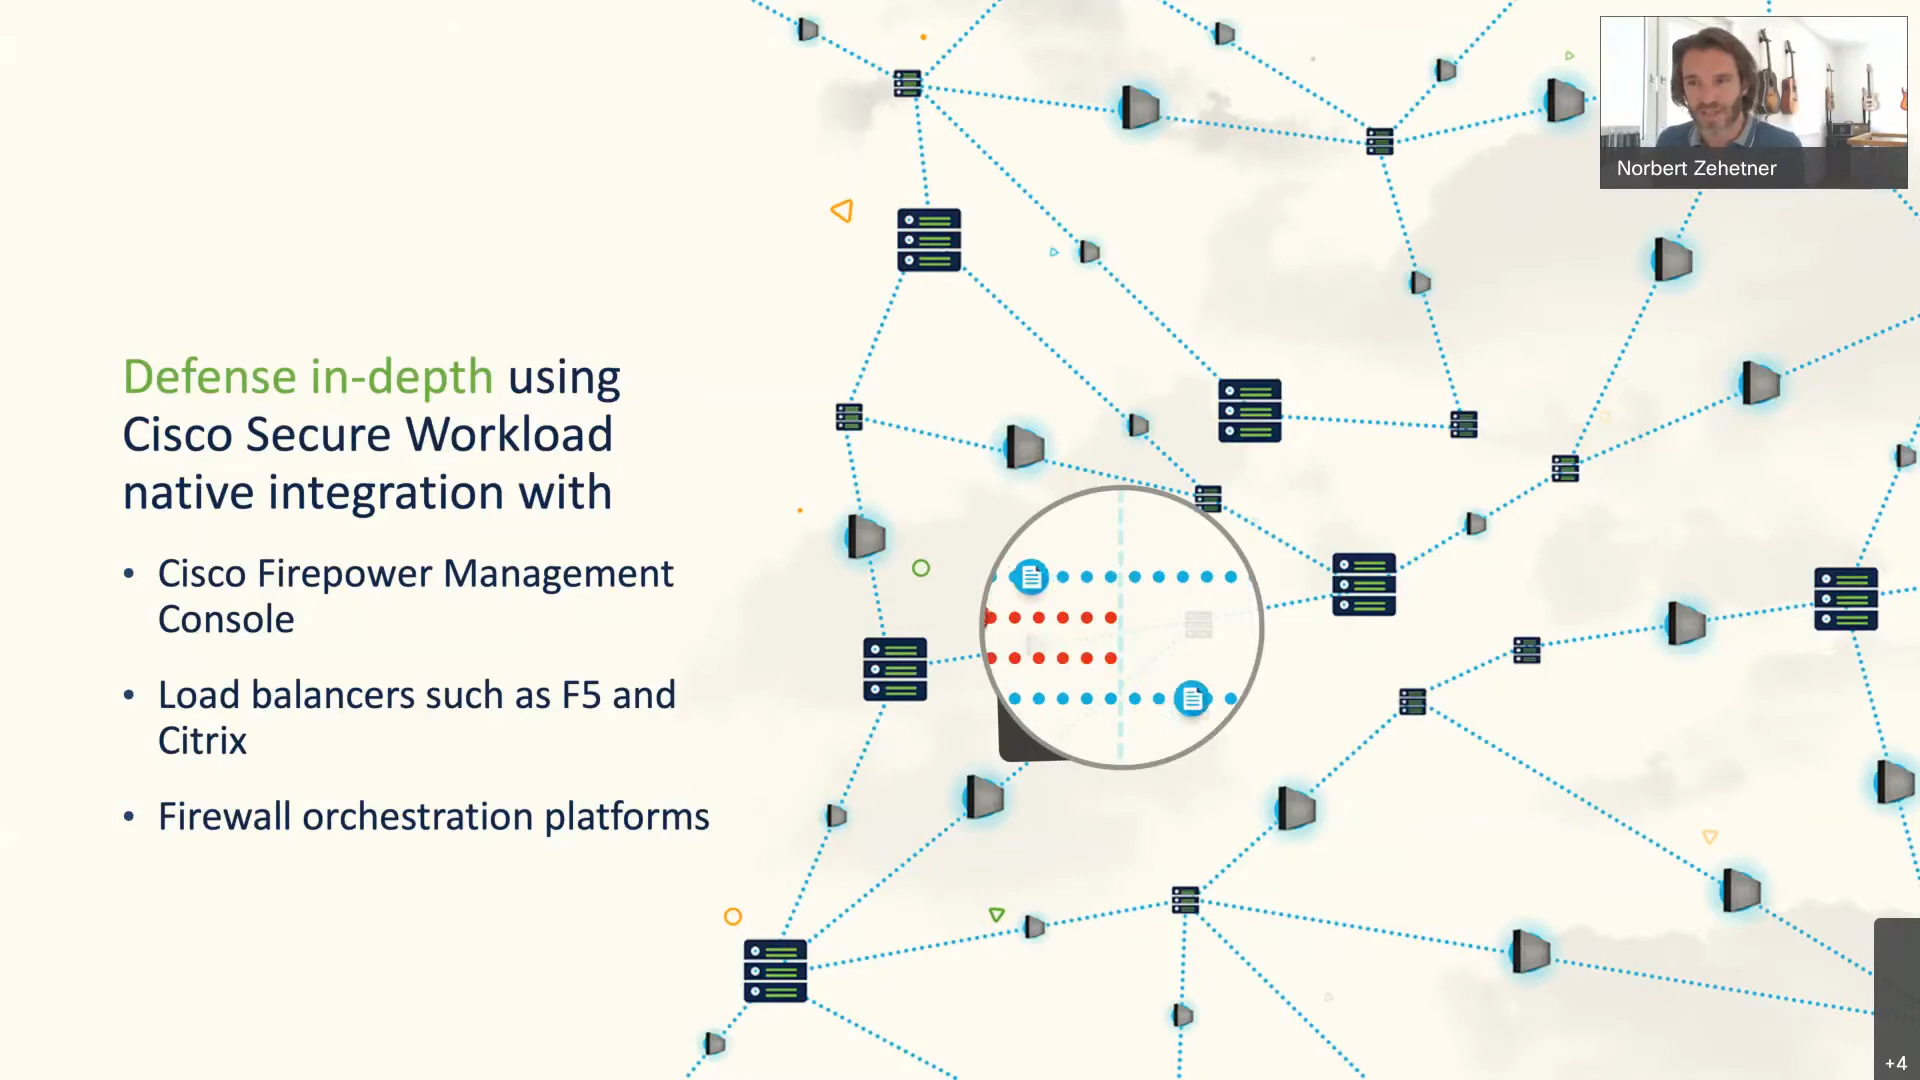 Norbert Zehetner
Defense in-depth using
Cisco Secure Workload
native integration with
• Cisco Firepower Management
Console
• Load balancers such as F5 and
Citrix
• Firewall orchestration platforms
+4